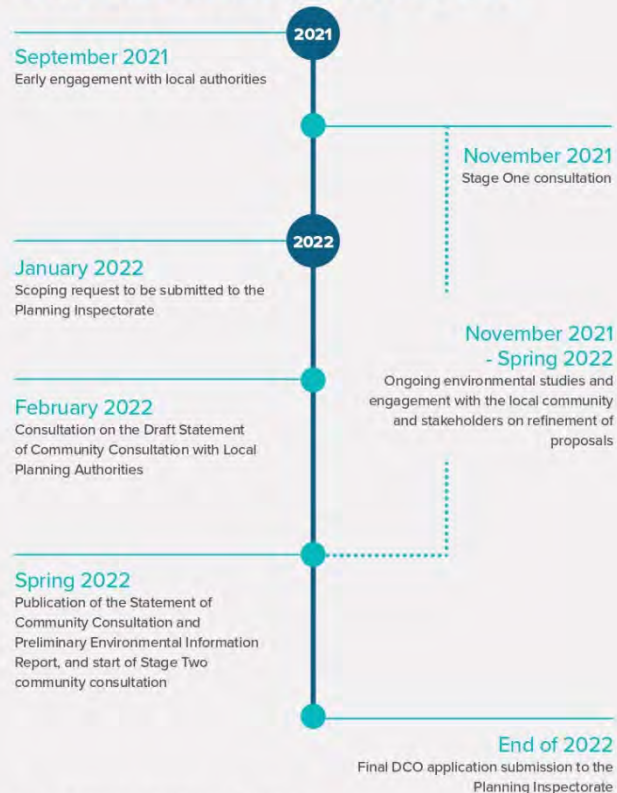 2021
September 2021
Early engagement with local authorities
November 2021
Stage One consultation
2022
January 2022
Scoping request to be submitted to the
Planning Inspectorate
November 2021
- Spring 2022
Ongoing environmental studies and
engagement with the local community
and stakeholders on refinement of
proposals
February 2022
Consultation on the Draft Statement
of Community Consultation with Local
Planning Authorities
Spring 2022
Publication of the Statement of
Community Consultation and
Preliminary Environmental Information
Report, and start of Stage Two
community consultation
End of 2022
Final DCO application submission to the
Planning Inspectorate